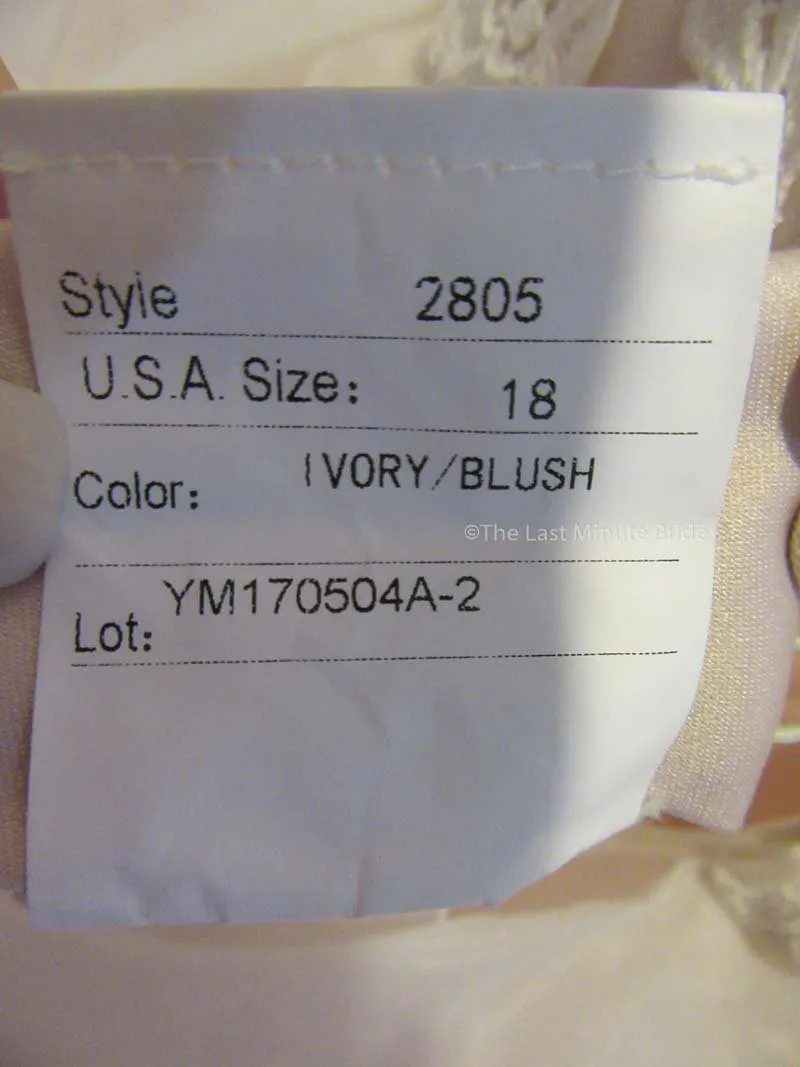 Style 2805
U.S.A. Size: 18
Color: IVORY/BLUSH
©The Last Minute Bride
Lot: YM170504A-2